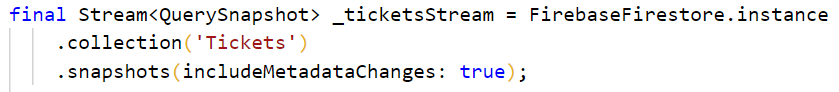 final Stream<QuerySnapshot> _ticketsStream = FirebaseFirestore.instance
.collection('Tickets')
.snapshots(includeMetadataChanges: true);